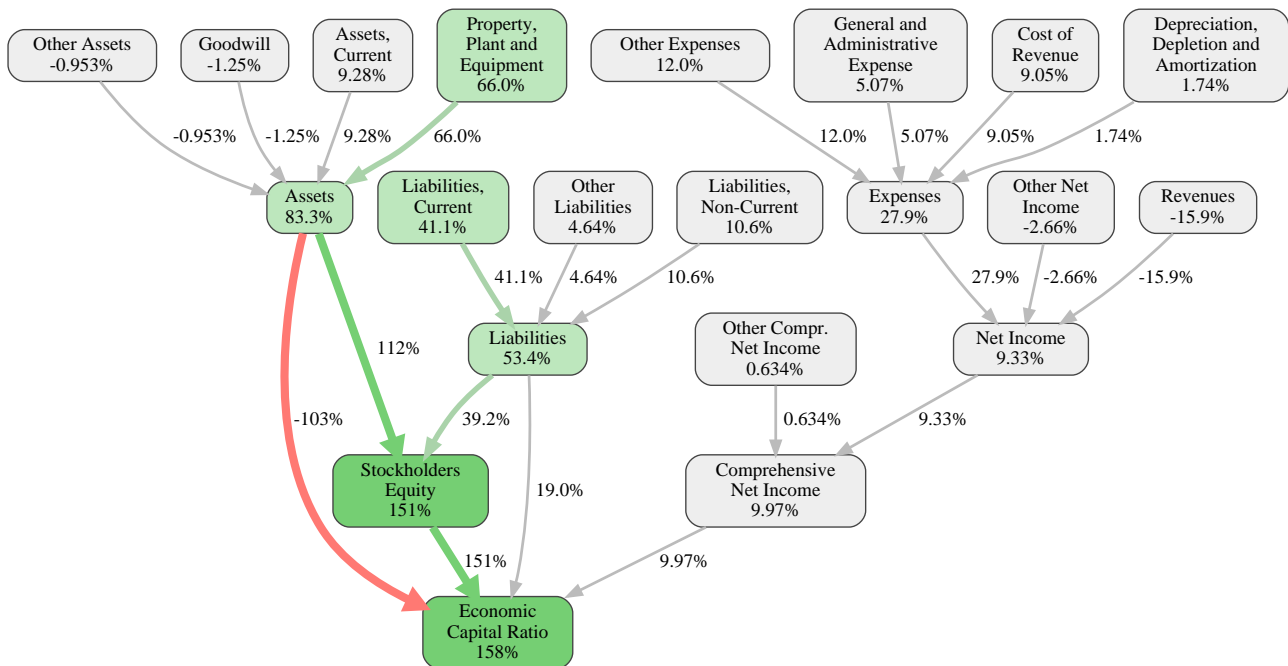 Other Assets
-0.953%
Goodwill
-1.25%
Assets,
Current
9.28%
Property,
Plant and
Equipment
66.0%
Other Expenses
12.0%
General and
Administrative
Expense
5.07%
Cost of
Revenue
9.05%
Depreciation,
Depletion and
Amortization
1.74%
-0.953%
-1.25%
9.28%
66.0%
12.0%
5.07%
9.05%
1.74%
Assets
83.3%
Liabilities,
Current
41.1%
Other
Liabilities
4.64%
Liabilities,
Non-Current
10.6%
Expenses
27.9%
Other Net
Income
-2.66%
Revenues
-15.9%
41.1%
4.64%
10.6%
27.9%
-2.66%
-15.9%
112%
Liabilities
53.4%
Other Compr.
Net Income
0.634%
Net Income
9.33%
-103%
39.2%
0.634%
9.33%
Stockholders
Equity
151%
19.0%
Comprehensive
Net Income
9.97%
151%
9.97%
Economic
Capital Ratio
158%